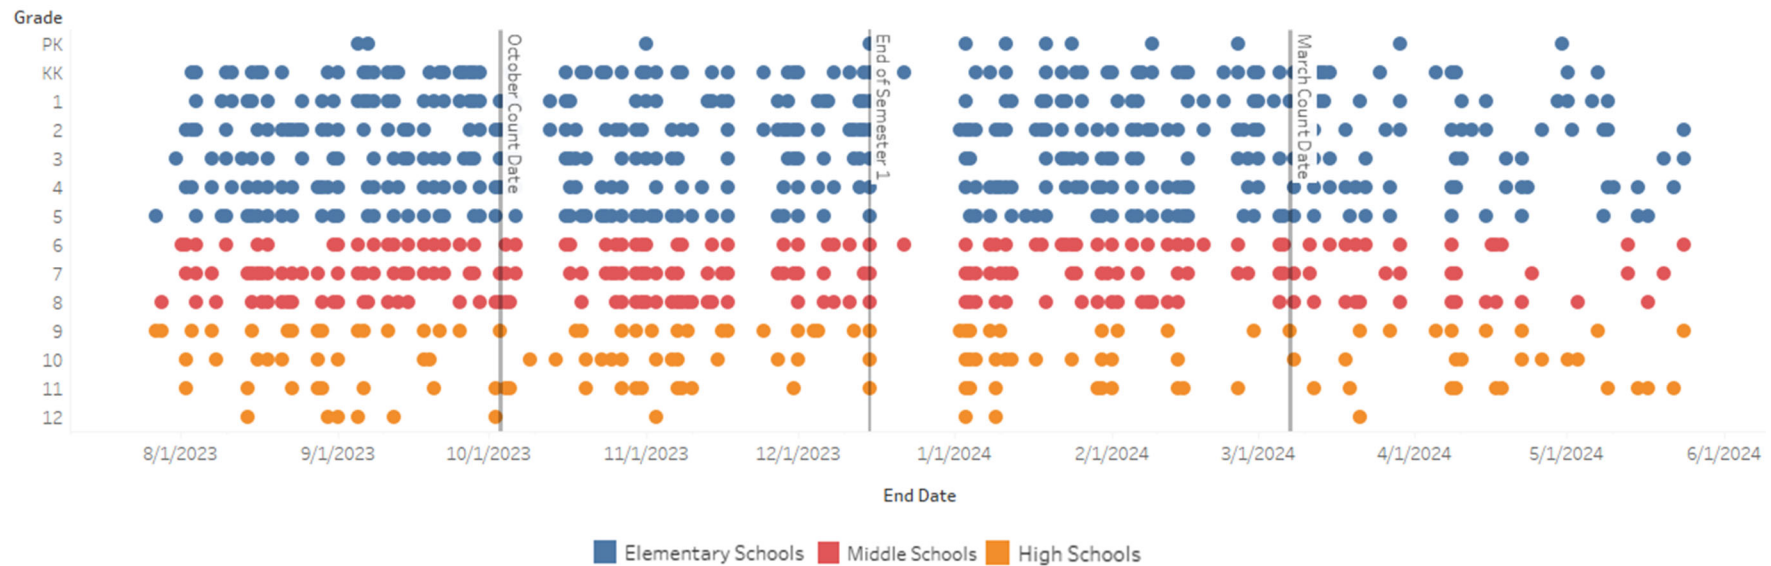 Grade
PK
KK
1
2
3
4
5
6
7
8
9
10
11
12
October Count Date
End of Semester 1
March Count Date
8/1/2023 9/1/2023 10/1/2023 11/1/2023 12/1/2023 1/1/2024 2/1/2024 3/1/2024 4/1/2024 5/1/2024 6/1/2024
End Date
Elementary Schools Middle Schools High Schools